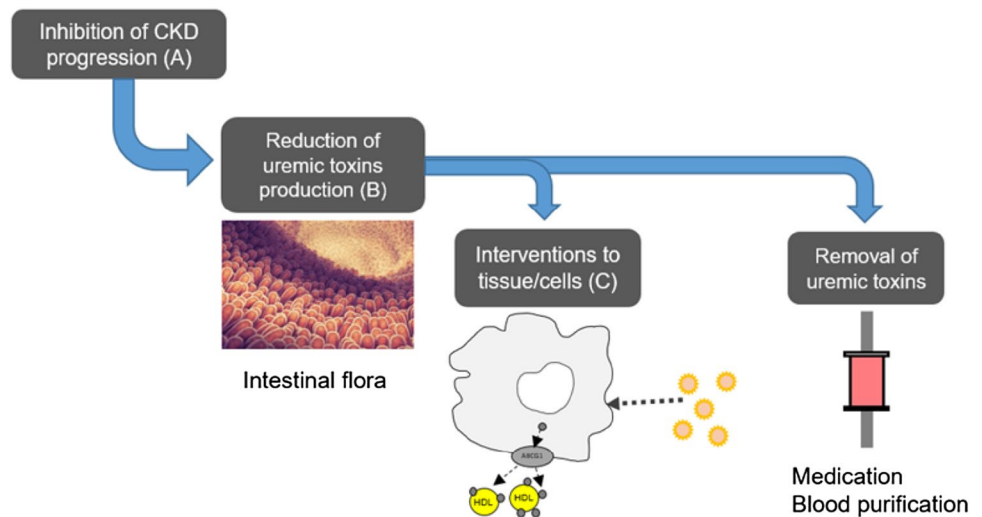 Inhibition of CKD
progression (A)
Reduction of
uremic toxins
production (B)
Interventions to
tissue/cells (C)
Removal of
uremic toxins
Intestinal flora
ABCG1
HDL
HDL
Medication
Blood purification